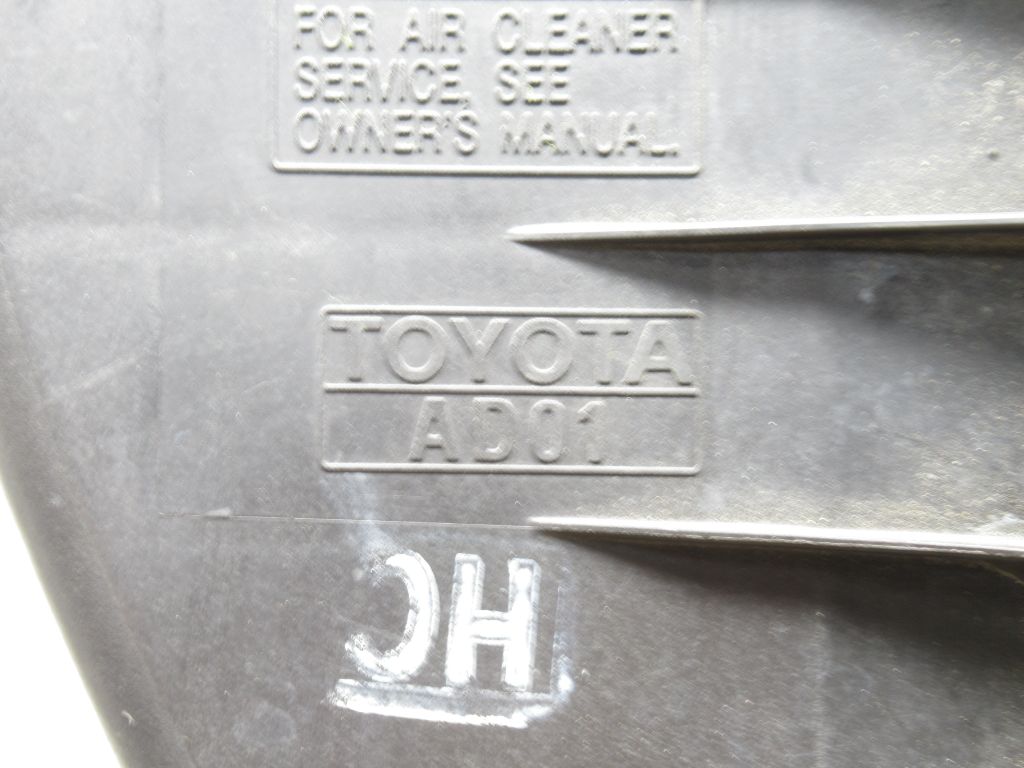 FOR AIR CLEANER
SERVICE, SEE
OWNER'S MANUAL.
TOYOTA
AD01
HC